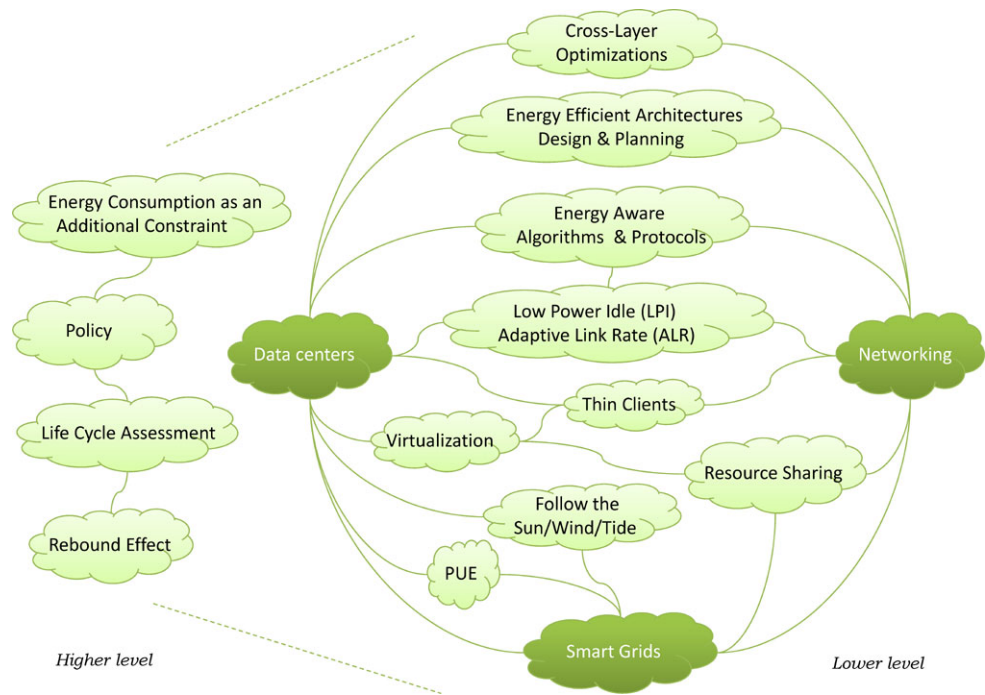 Cross-Layer
Optimizations
Energy Efficient Architectures
Design & Planning
Energy Consumption as an
Additional Constraint
Energy Aware
Algorithms & Protocols
Policy
Low Power Idle (LPI)
Adaptive Link Rate (ALR)
Data centers
Networking
Thin Clients
Life Cycle Assessment
Virtualization
Resource Sharing
Follow the
Sun/Wind/Tide
Rebound Effect
PUE
Smart Grids
Higher level
Lower level